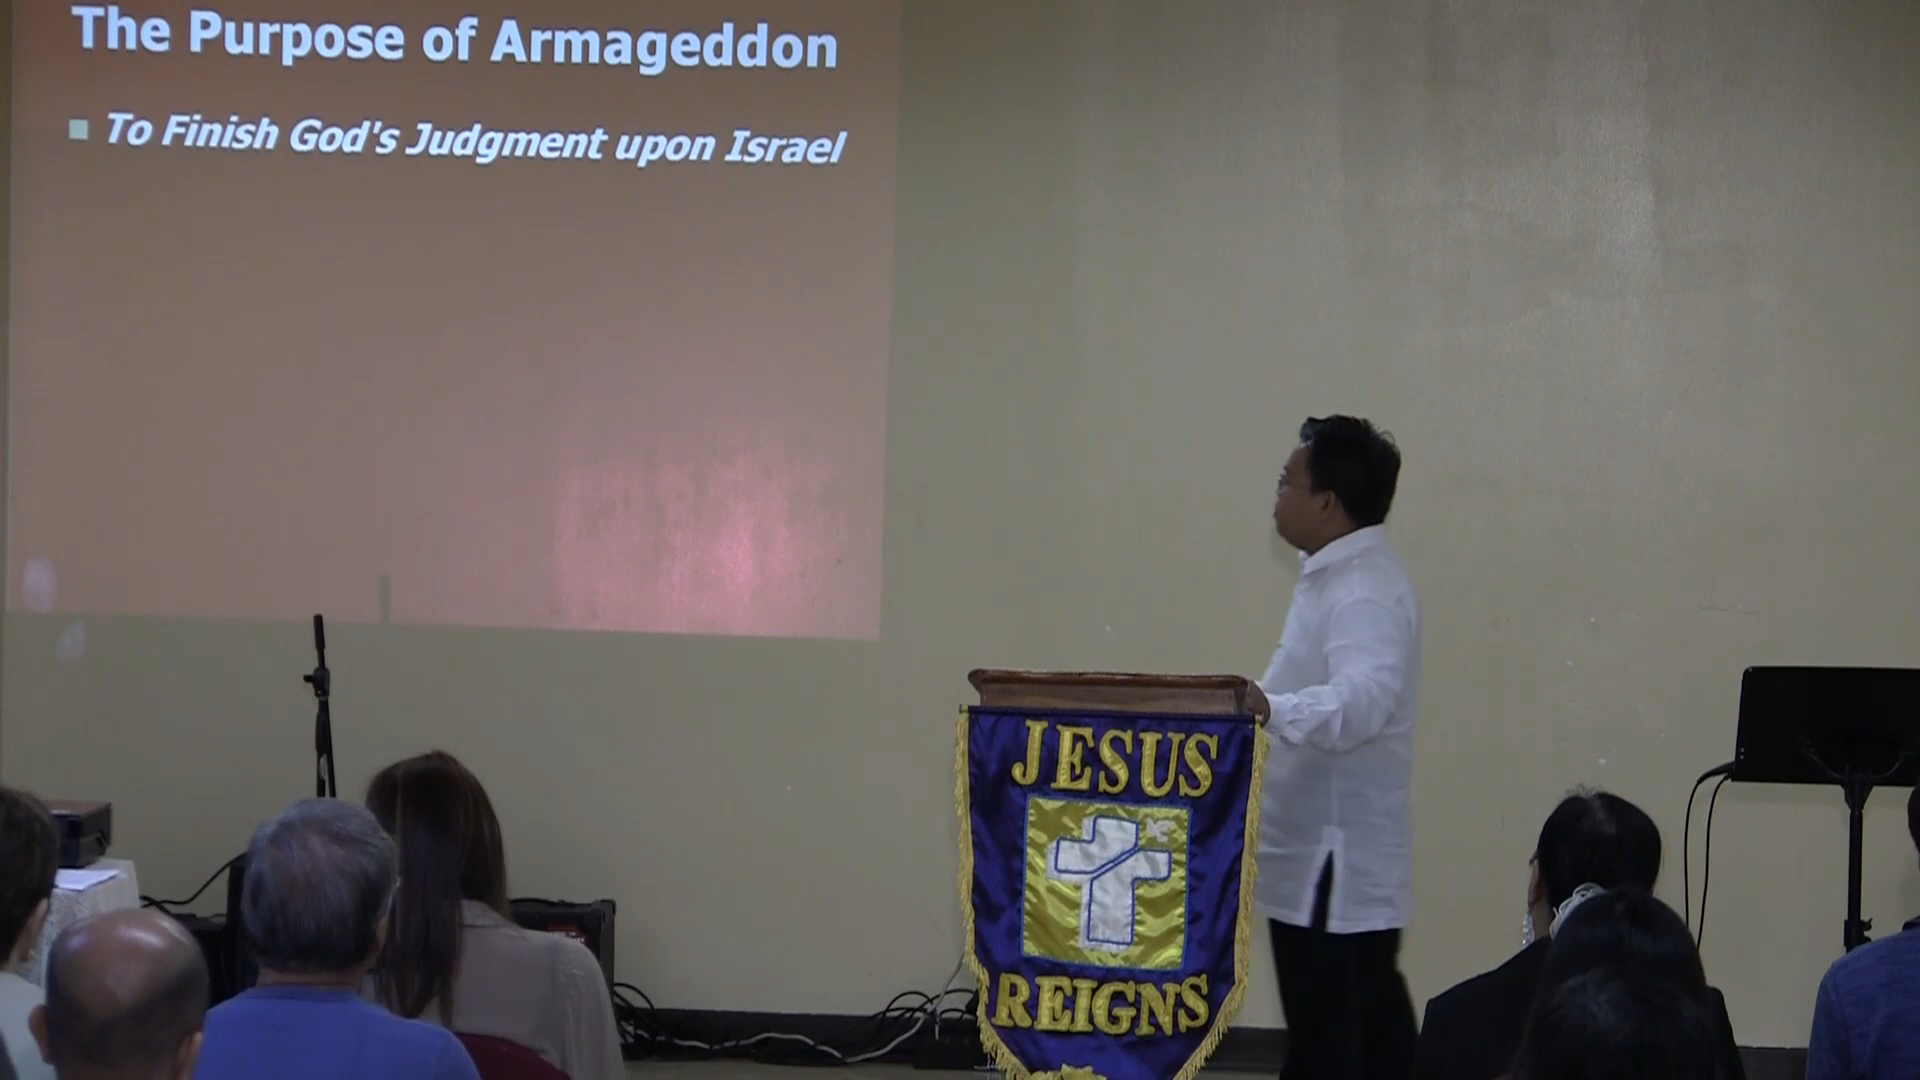 The Purpose of Armageddon
To Finish God's Judgment upon Israel
JESUS
REIGNS